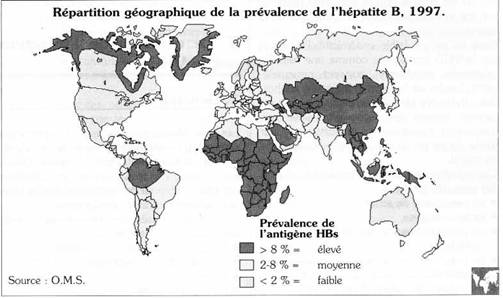 Répartition géographique de la prévalence de l'hépatite B, 1997.
Prévalence de
l'antigène HBs
> 8 % = élevé
2-8 % = moyenne
< 2 % = faible
Source : O.M.S.